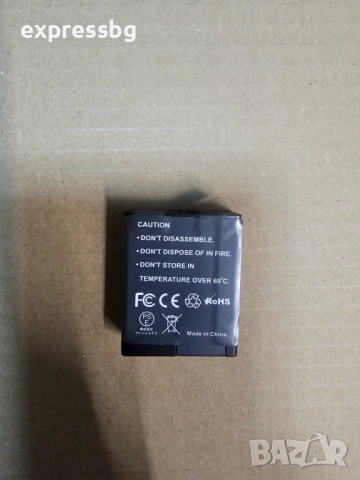 expressbg
CAUTION
• DON'T DISASSEMBLE.
• DON'T DISPOSE OF IN FIRE.
• DON'T STORE IN
TEMPERATURE OVER 60°C.
FC CE RoHS
PS
E
Made in China
BAZAR